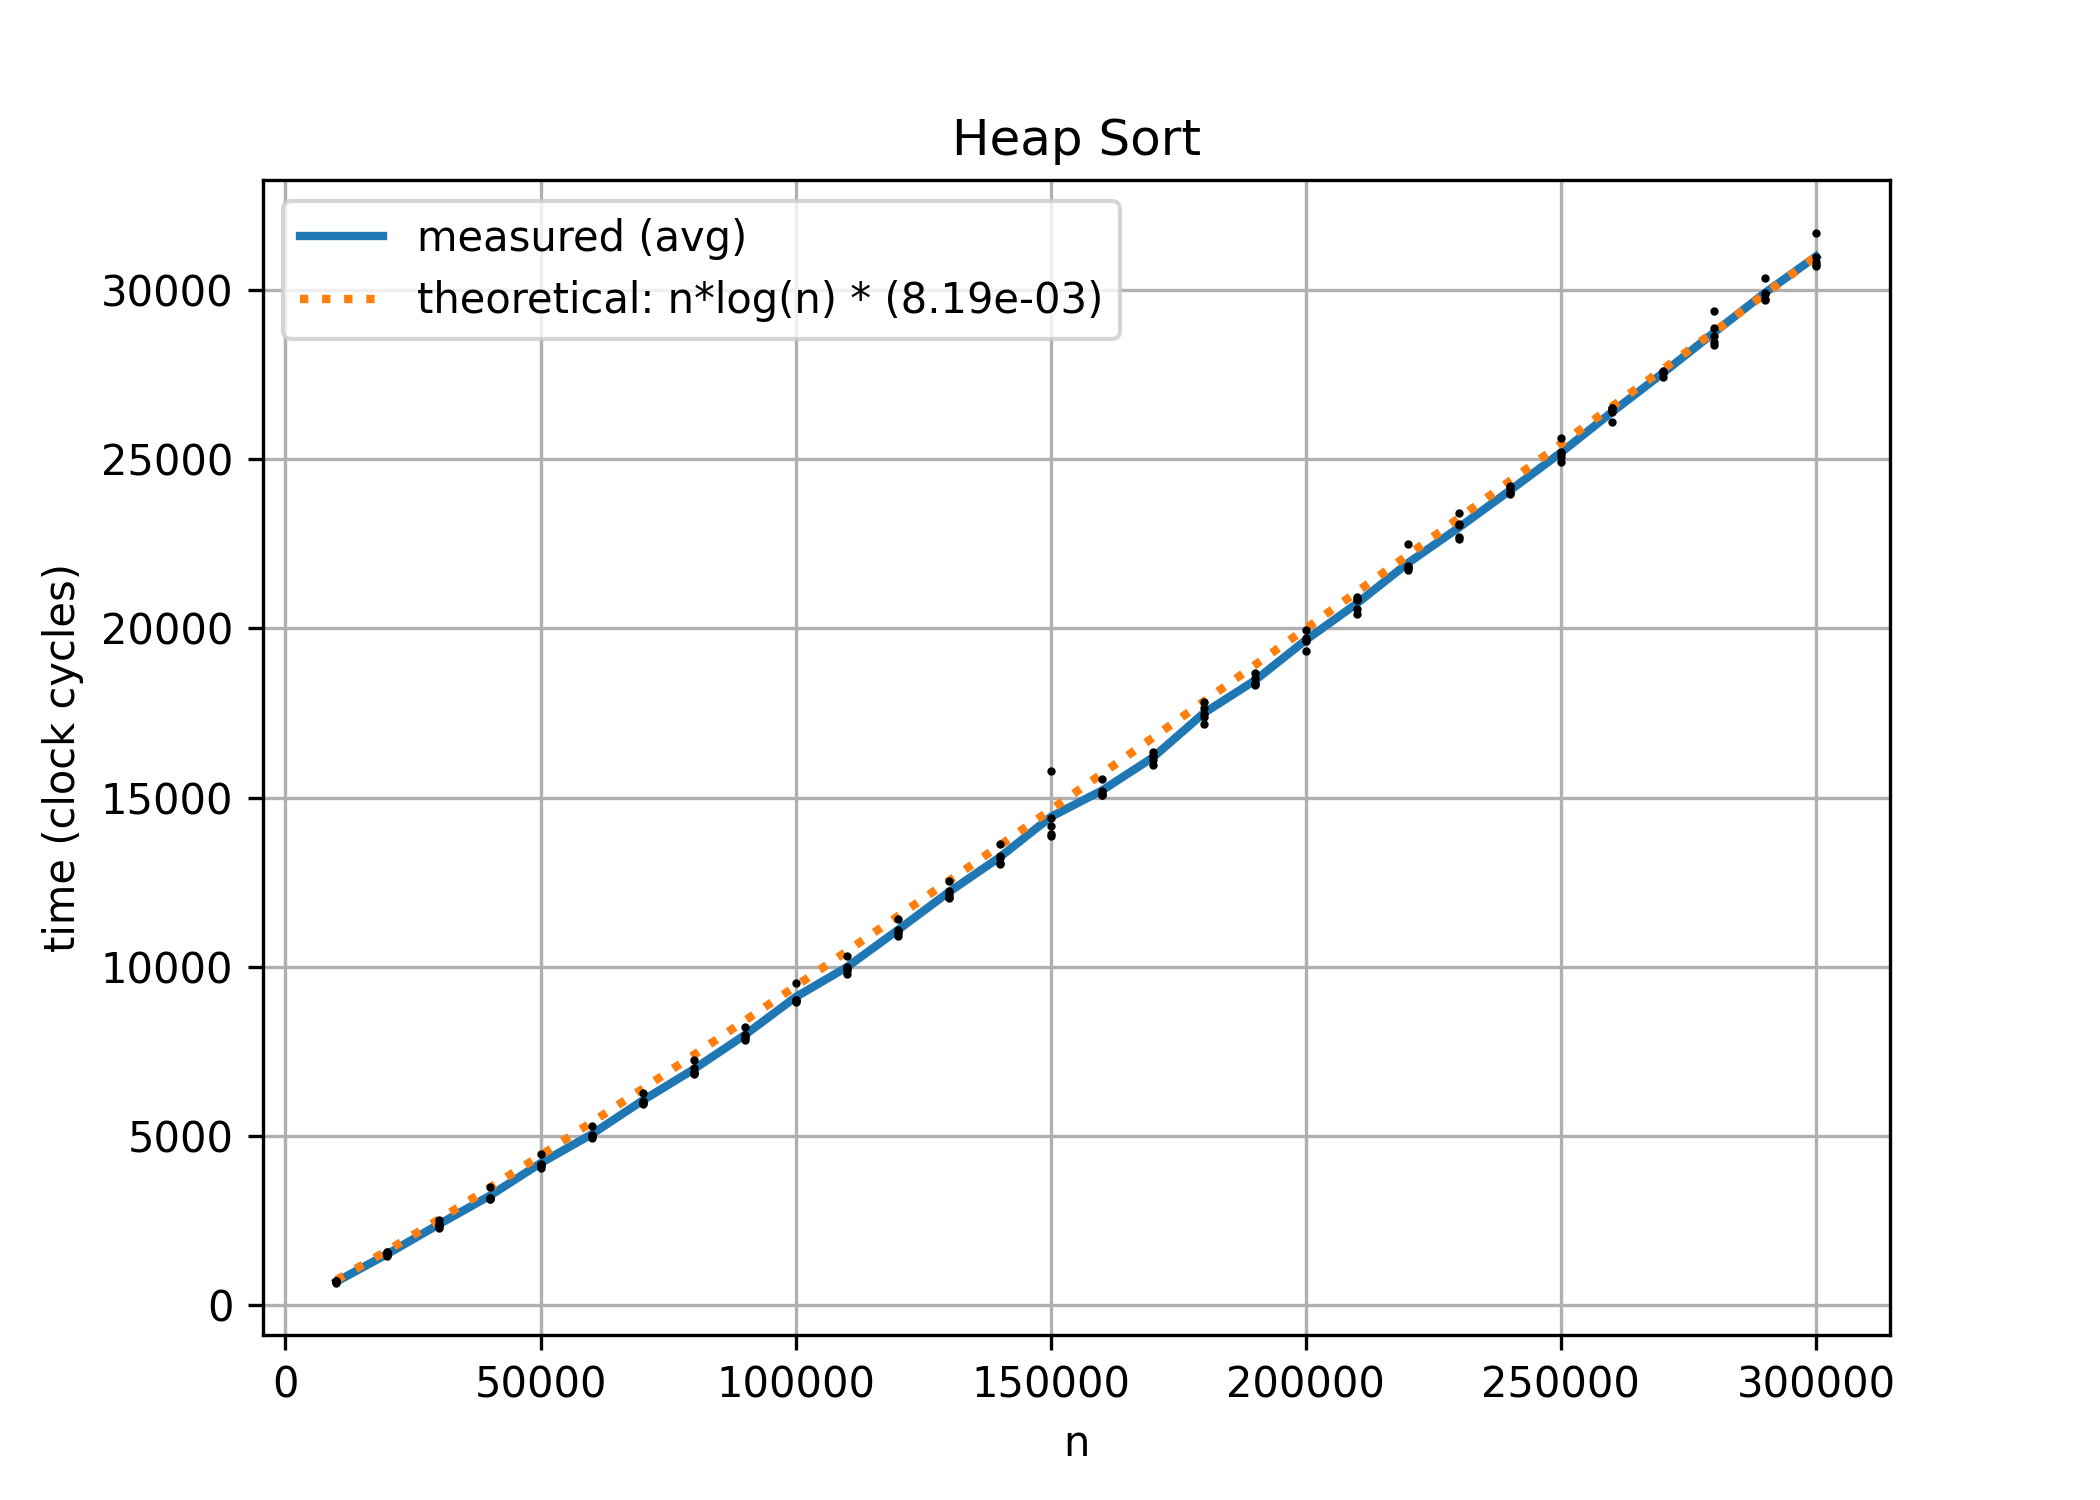 Heap Sort
measured (avg)
theoretical: n*log(n) * (8.19e-03)
time (clock cycles)
30000
25000
20000
15000
10000
5000
0
0 50000 100000 150000 200000 250000 300000
n